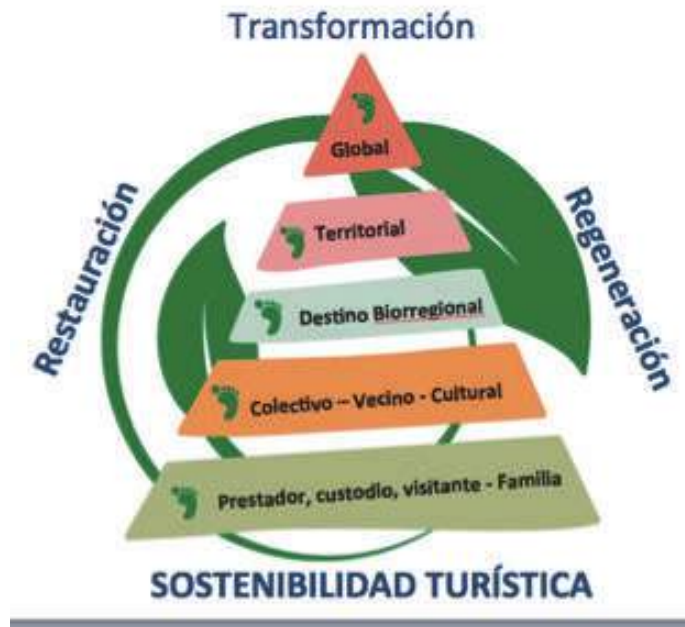 Transformación
Global
Restauración
Regeneración
Territorial
Destino Biorregional
Colectivo – Vecino - Cultural
Prestador, custodio, visitante - Familia
SOSTENIBILIDAD TURÍSTICA